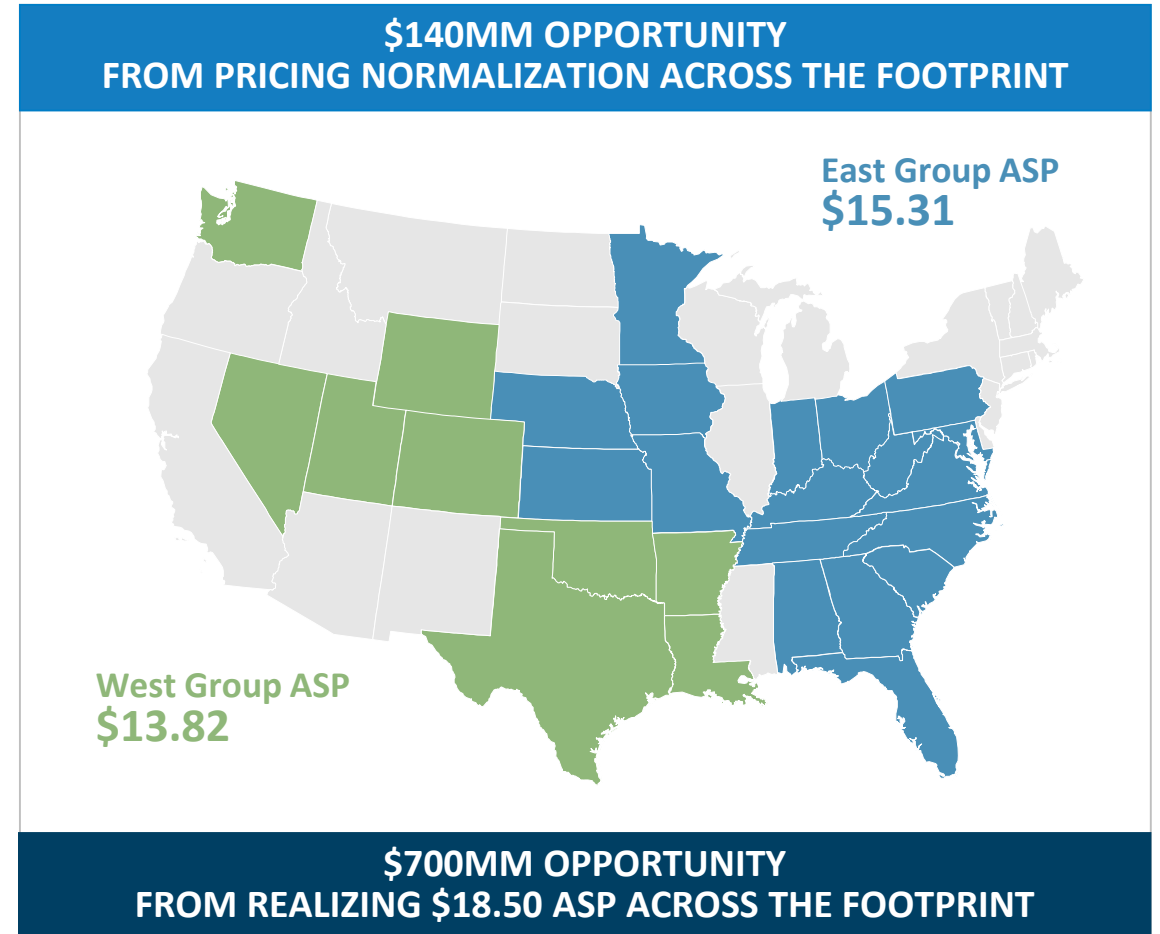 $140MM OPPORTUNITY
FROM PRICING NORMALIZATION ACROSS THE FOOTPRINT
East Group ASP
$15.31
West Group ASP
$13.82
$700MM OPPORTUNITY
FROM REALIZING $18.50 ASP ACROSS THE FOOTPRINT